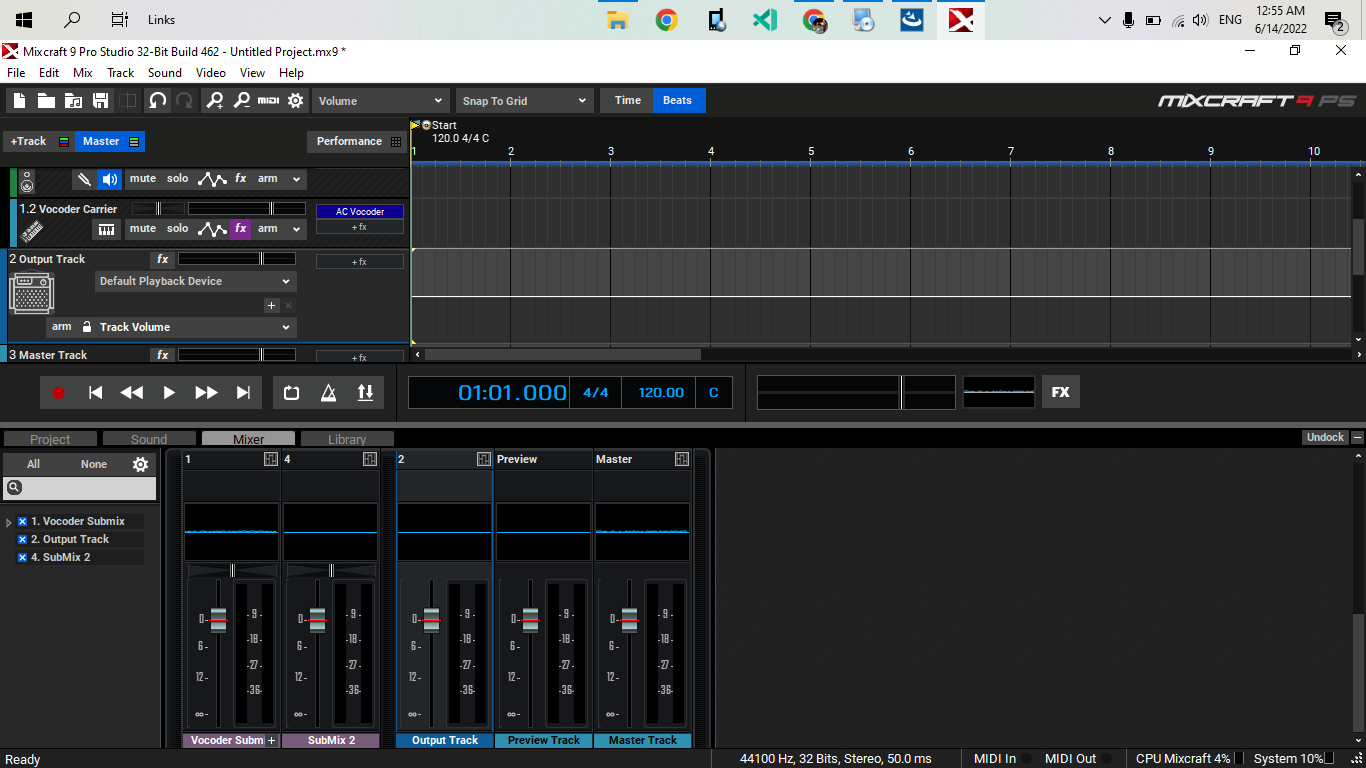 Links
ENG
12:55 AM
6/14/2022
2
Mixcraft 9 Pro Studio 32-Bit Build 462 - Untitled Project.mx9 *
File Edit Mix Track Sound Video View Help
MIDI
Volume
Snap To Grid
Time Beats
MIXCRAFT 9 PS
+Track Master
Performance
Start
120.0 4/4 C
1 2 3 4 5 6 7 8 9 10
mute solo fx arm
1.2 Vocoder Carrier
AC Vocoder
mute solo fx arm
+ fx
2 Output Track fx
+ fx
Default Playback Device
+ ×
arm Track Volume
3 Master Track fx
+ fx
01:01.000 4/4 120.00 C
FX
Project Sound Mixer Library
Undock
All None
1 4 2 Preview Master
1. Vocoder Submix
2. Output Track
4. SubMix 2
0- -9- 0- -9- 0- -9- 0- -9- 0- -9-
6- -18- 6- -18- 6- -18- 6- -18- 6- -18-
12- -27- 12- -27- 12- -27- 12- -27- 12- -27-
-36- -36- -36- -36- -36-
∞- ∞- ∞- ∞- ∞-
Vocoder Submi + SubMix 2 Output Track Preview Track Master Track
Ready
44100 Hz, 32 Bits, Stereo, 50.0 ms
MIDI In MIDI Out
CPU Mixcraft 4% System 10%